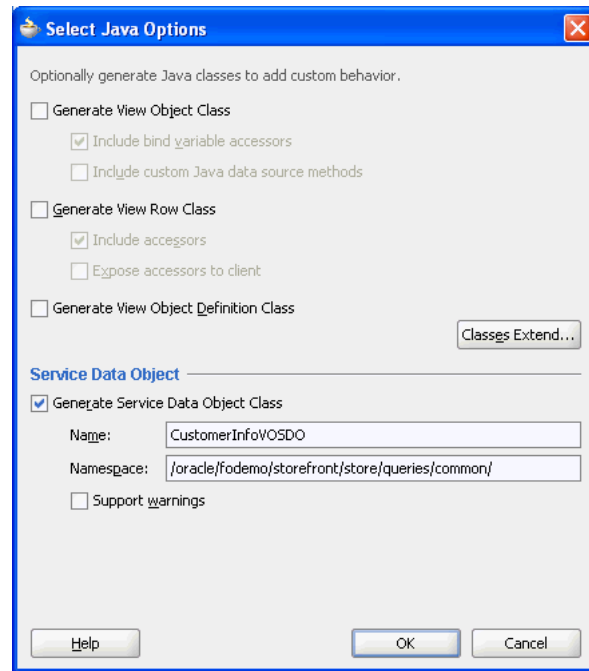 Select Java Options
Optionally generate Java classes to add custom behavior.
Generate View Object Class
Include bind variable accessors
Include custom Java data source methods
Generate View Row Class
Include accessors
Expose accessors to client
Generate View Object Definition Class
Classes Extend...
Service Data Object
Generate Service Data Object Class
Name: CustomerInfoVOSDO
Namespace: /oracle/fodemo/storefront/store/queries/common/
Support warnings
Help OK Cancel